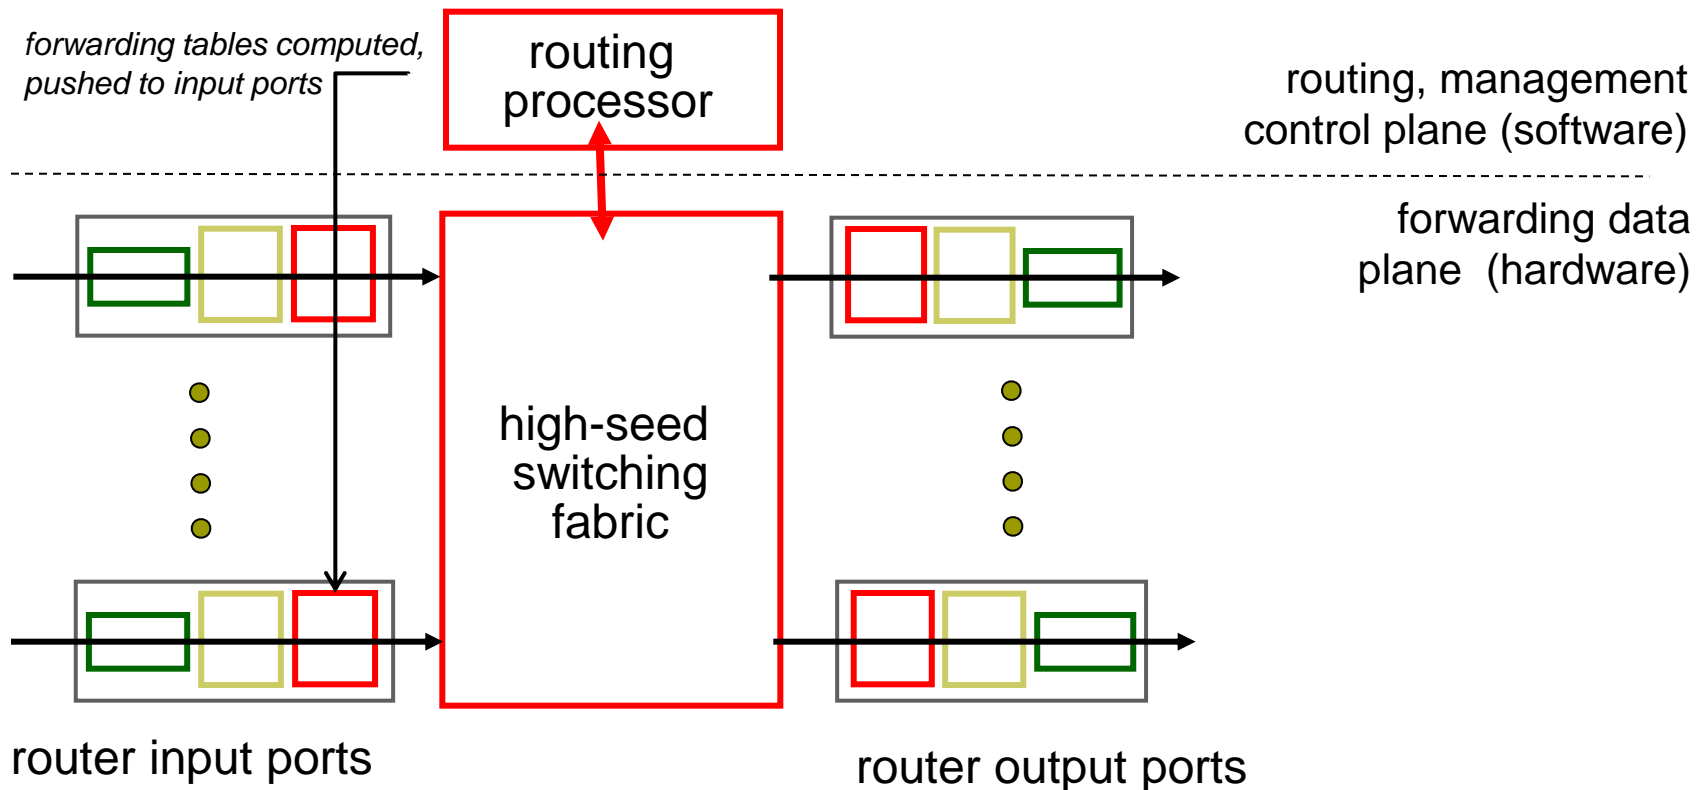 forwarding tables computed,
pushed to input ports
routing
processor
routing, management
control plane (software)
forwarding data
plane (hardware)
high-seed
switching
fabric
router input ports
router output ports